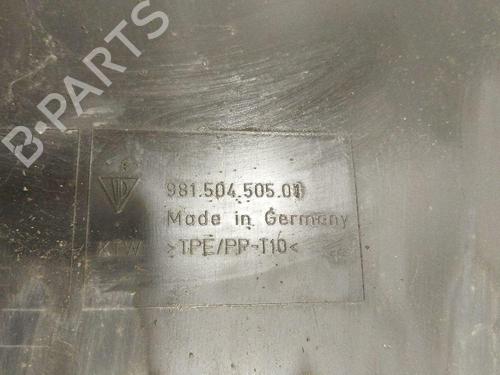 B-PARTS
981.504.505.01
Made in Germany
KTW >TPE/PP-T10<